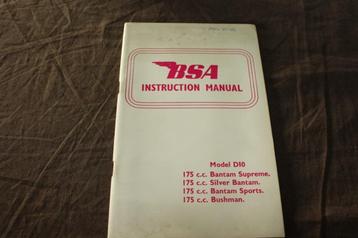 BSA
INSTRUCTION MANUAL
Model D10
175 c.c. Bantam Supreme.
175 c.c. Silver Bantam.
175 c.c. Bantam Sports.
175 c.c. Bushman.